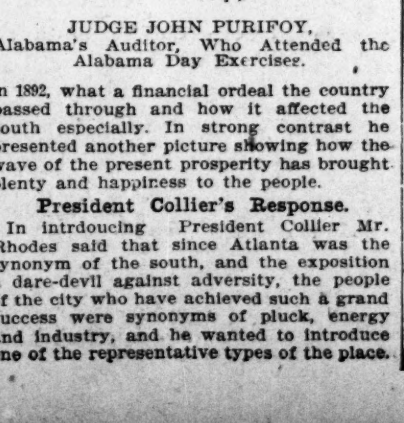 JUDGE JOHN PURIFOY,
Alabama's Auditor, Who Attended the
Alabama Day Exercises.
n 1892, what a financial ordeal the country
passed through and how it affected the
outh especially. In strong contrast he
presented another picture showing how the
wave of the present prosperity has brought
lenty and happiness to the people.
President Collier's Response.
In intrdoucing President Collier Mr.
Rhodes said that since Atlanta was the
ynonym of the south, and the exposition
dare-devil against adversity, the people
f the city who have achieved such a grand
uccess were synonyms of pluck, energy
nd industry, and he wanted to introduce
ne of the representative types of the place.